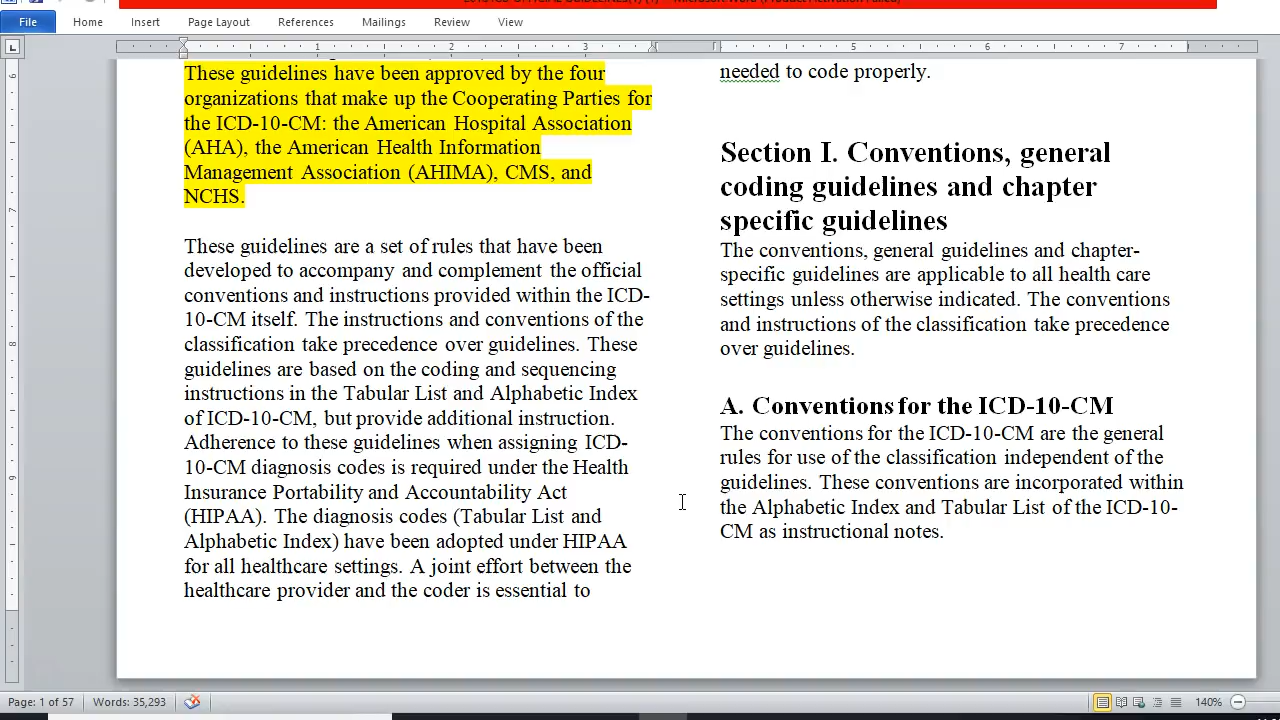 File Home Insert Page Layout References Mailings Review View
1 2 3 5 6 7
These guidelines have been approved by the four
organizations that make up the Cooperating Parties for
the ICD-10-CM: the American Hospital Association
(AHA), the American Health Information
Management Association (AHIMA), CMS, and
NCHS.
These guidelines are a set of rules that have been
developed to accompany and complement the official
conventions and instructions provided within the ICD-
10-CM itself. The instructions and conventions of the
classification take precedence over guidelines. These
guidelines are based on the coding and sequencing
instructions in the Tabular List and Alphabetic Index
of ICD-10-CM, but provide additional instruction.
Adherence to these guidelines when assigning ICD-
10-CM diagnosis codes is required under the Health
Insurance Portability and Accountability Act
(HIPAA). The diagnosis codes (Tabular List and
Alphabetic Index) have been adopted under HIPAA
for all healthcare settings. A joint effort between the
healthcare provider and the coder is essential to
needed to code properly.
Section I. Conventions, general
coding guidelines and chapter
specific guidelines
The conventions, general guidelines and chapter-
specific guidelines are applicable to all health care
settings unless otherwise indicated. The conventions
and instructions of the classification take precedence
over guidelines.
A. Conventions for the ICD-10-CM
The conventions for the ICD-10-CM are the general
rules for use of the classification independent of the
guidelines. These conventions are incorporated within
the Alphabetic Index and Tabular List of the ICD-10-
CM as instructional notes.
Page: 1 of 57 Words: 35,293 140%